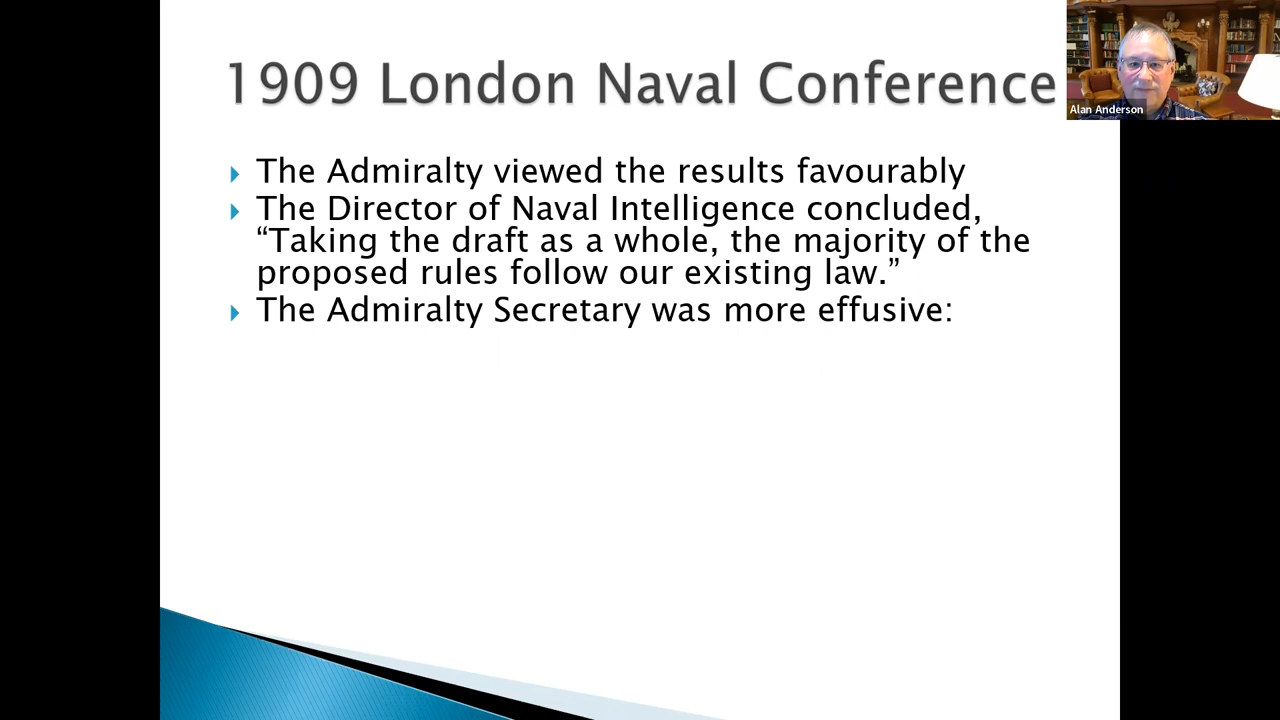 1909 London Naval Conference
Alan Anderson
The Admiralty viewed the results favourably
The Director of Naval Intelligence concluded,
“Taking the draft as a whole, the majority of the
proposed rules follow our existing law.”
The Admiralty Secretary was more effusive: